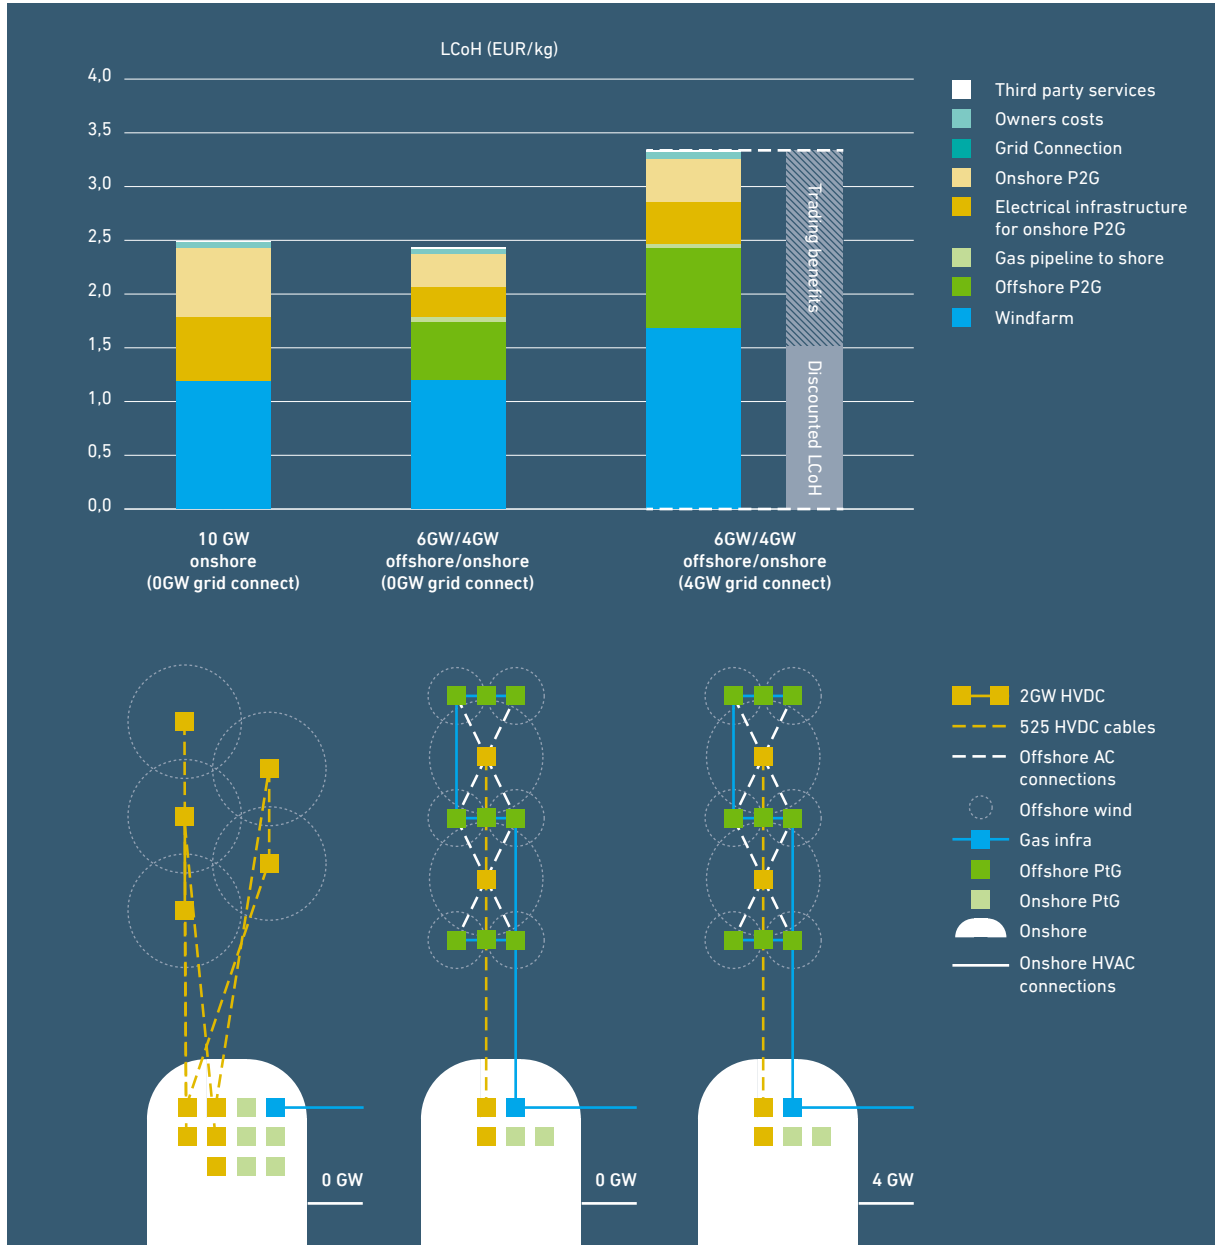 LCoH (EUR/kg)
4,0
3,5
3,0
2,5
2,0
1,5
1,0
0,5
0,0
Trading benefits
Discounted LCoH
10 GW
onshore
(0GW grid connect)
6GW/4GW
offshore/onshore
(0GW grid connect)
6GW/4GW
offshore/onshore
(4GW grid connect)
Third party services
Owners costs
Grid Connection
Onshore P2G
Electrical infrastructure
for onshore P2G
Gas pipeline to shore
Offshore P2G
Windfarm
2GW HVDC
525 HVDC cables
Offshore AC
connections
Offshore wind
Gas infra
Offshore PtG
Onshore PtG
Onshore
Onshore HVAC
connections
0 GW
0 GW
4 GW